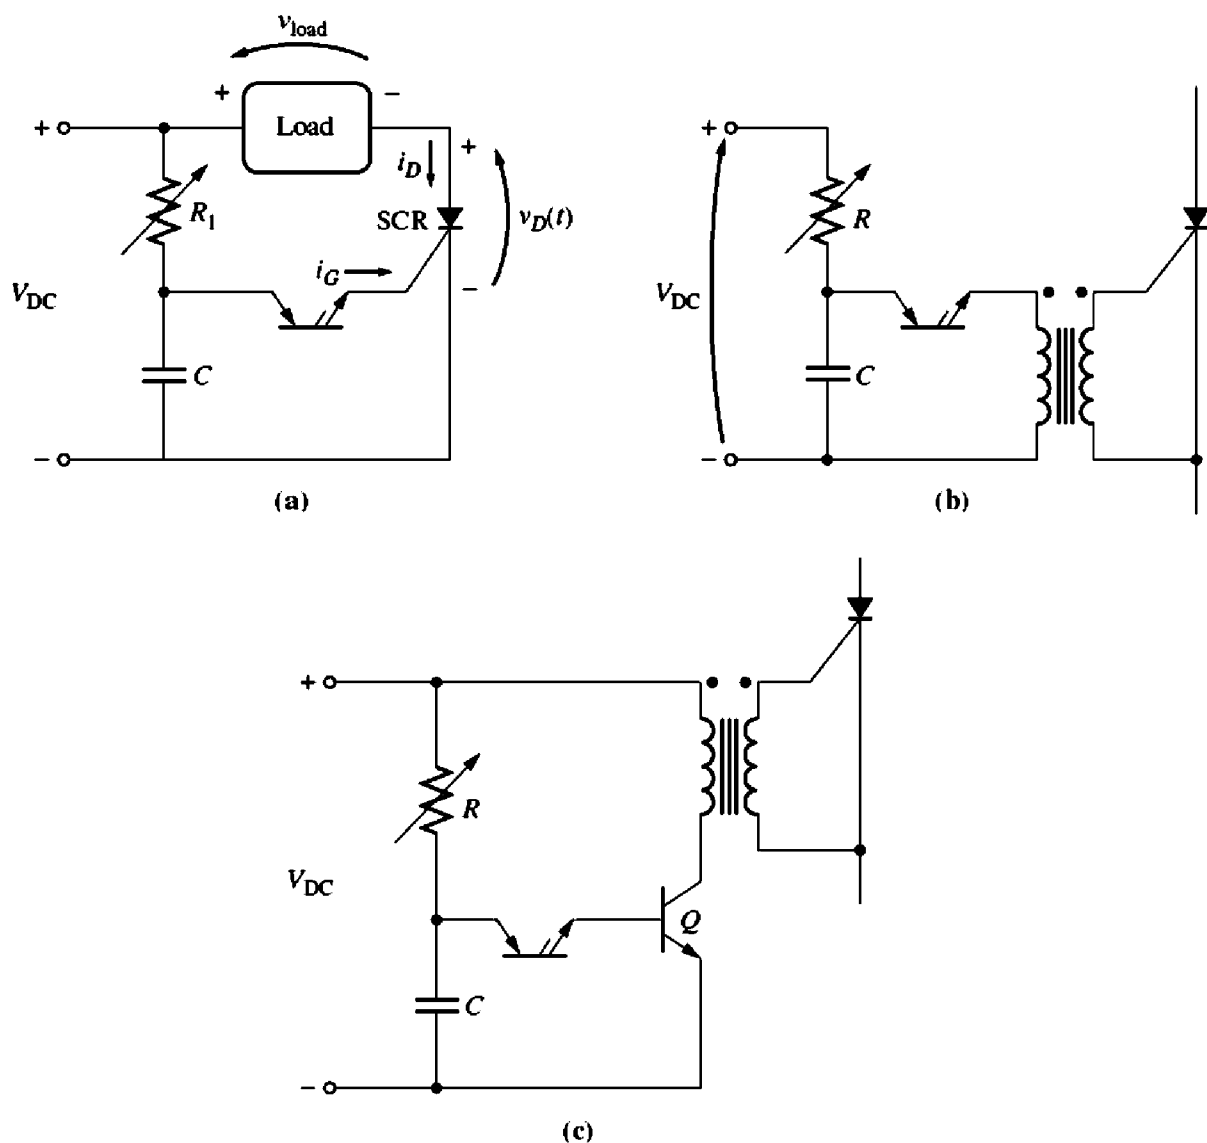 v_load
+ −
Load
+
i_D
+
R_1
SCR
v_D(t)
i_G
−
V_DC
C
−
(a)
+
R
V_DC
C
−
(b)
+
R
V_DC
Q
C
−
(c)